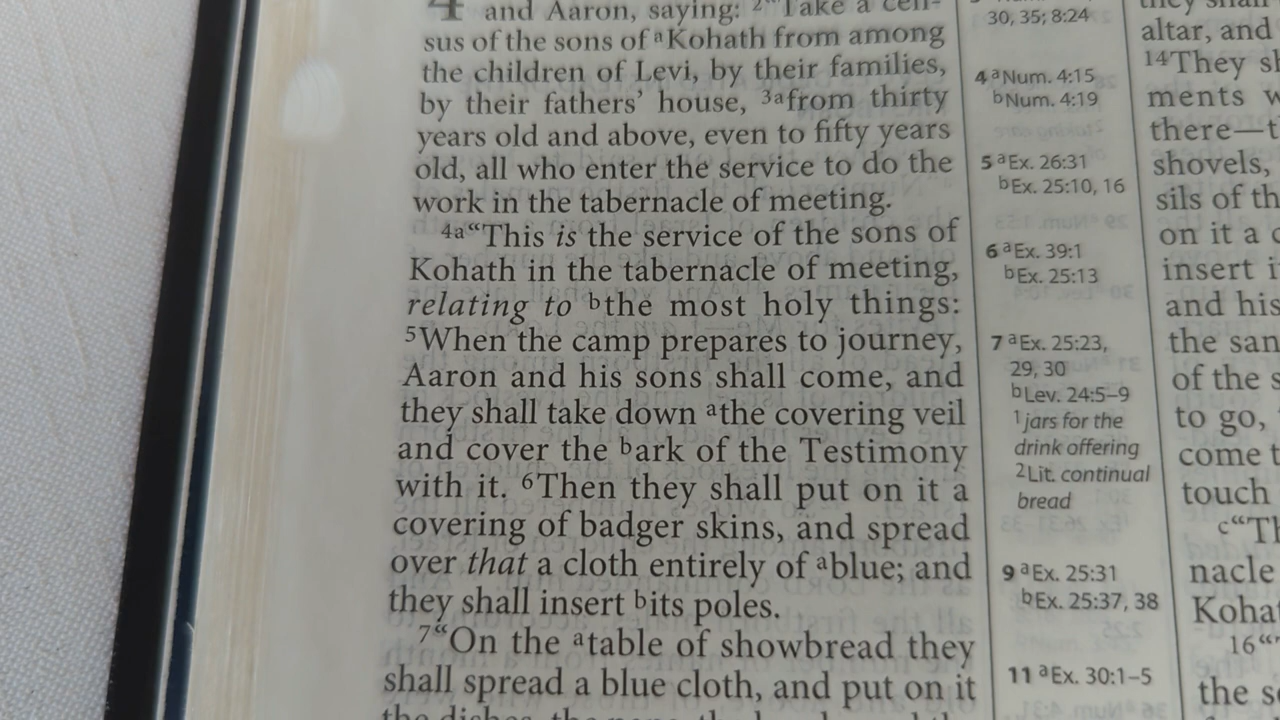 4 and Aaron, saying: 2“Take a cen-
sus of the sons of aKohath from among
the children of Levi, by their families,
by their fathers’ house, 3afrom thirty
years old and above, even to fifty years
old, all who enter the service to do the
work in the tabernacle of meeting.
4a“This is the service of the sons of
Kohath in the tabernacle of meeting,
relating to bthe most holy things:
5When the camp prepares to journey,
Aaron and his sons shall come, and
they shall take down athe covering veil
and cover the bark of the Testimony
with it. 6Then they shall put on it a
covering of badger skins, and spread
over that a cloth entirely of ablue; and
they shall insert bits poles.
7“On the atable of showbread they
shall spread a blue cloth, and put on it
30, 35; 8:24
4 aNum. 4:15
bNum. 4:19
5 aEx. 26:31
bEx. 25:10, 16
6 aEx. 39:1
bEx. 25:13
7 aEx. 25:23,
29, 30
bLev. 24:5–9
1 jars for the
drink offering
2Lit. continual
bread
9 aEx. 25:31
bEx. 25:37, 38
11 aEx. 30:1–5
they shall
altar, and
14They sh
ments w
there—t
shovels,
sils of th
on it a c
insert i
and his
the san
of the s
to go,
come t
touch
c“Th
nacle
Koha
16“
the s